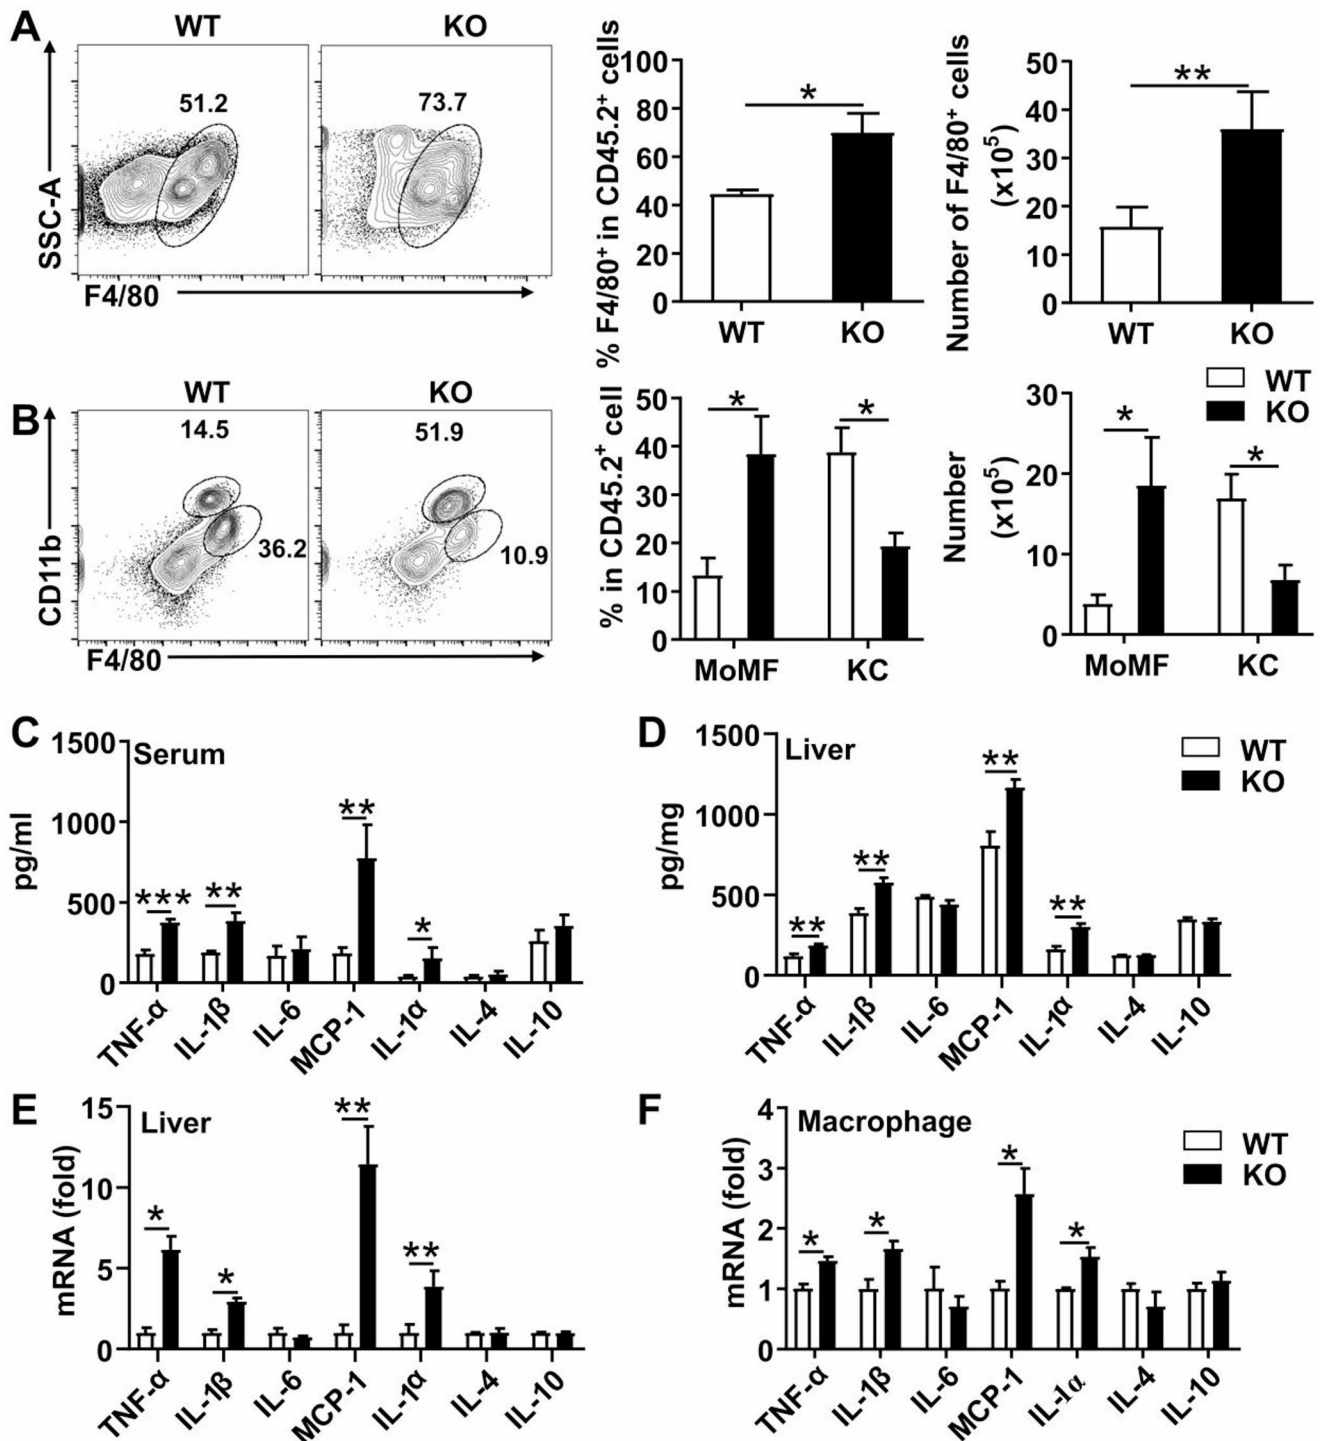 A
WT
KO
51.2
73.7
SSC-A
F4/80
% F4/80⁺ in CD45.2⁺ cells
100
80
60
40
20
0
*
WT
KO
Number of F4/80⁺ cells
(x10⁵)
50
40
30
20
10
0
**
WT
KO
B
WT
KO
14.5
51.9
36.2
10.9
CD11b
F4/80
% in CD45.2⁺ cell
50
40
30
20
10
0
*
*
MoMF
KC
Number
(x10⁵)
30
20
10
0
*
*
WT
KO
MoMF
KC
C
Serum
pg/ml
1500
1000
500
0
***
**
**
*
TNF-α
IL-1β
IL-6
MCP-1
IL-1α
IL-4
IL-10
D
Liver
pg/mg
1500
1000
500
0
**
**
**
**
WT
KO
TNF-α
IL-1β
IL-6
MCP-1
IL-1α
IL-4
IL-10
E
Liver
mRNA (fold)
15
10
5
0
*
*
**
**
TNF-α
IL-1β
IL-6
MCP-1
IL-1α
IL-4
IL-10
F
Macrophage
mRNA (fold)
4
3
2
1
0
*
*
*
*
WT
KO
TNF-α
IL-1β
IL-6
MCP-1
IL-1α
IL-4
IL-10